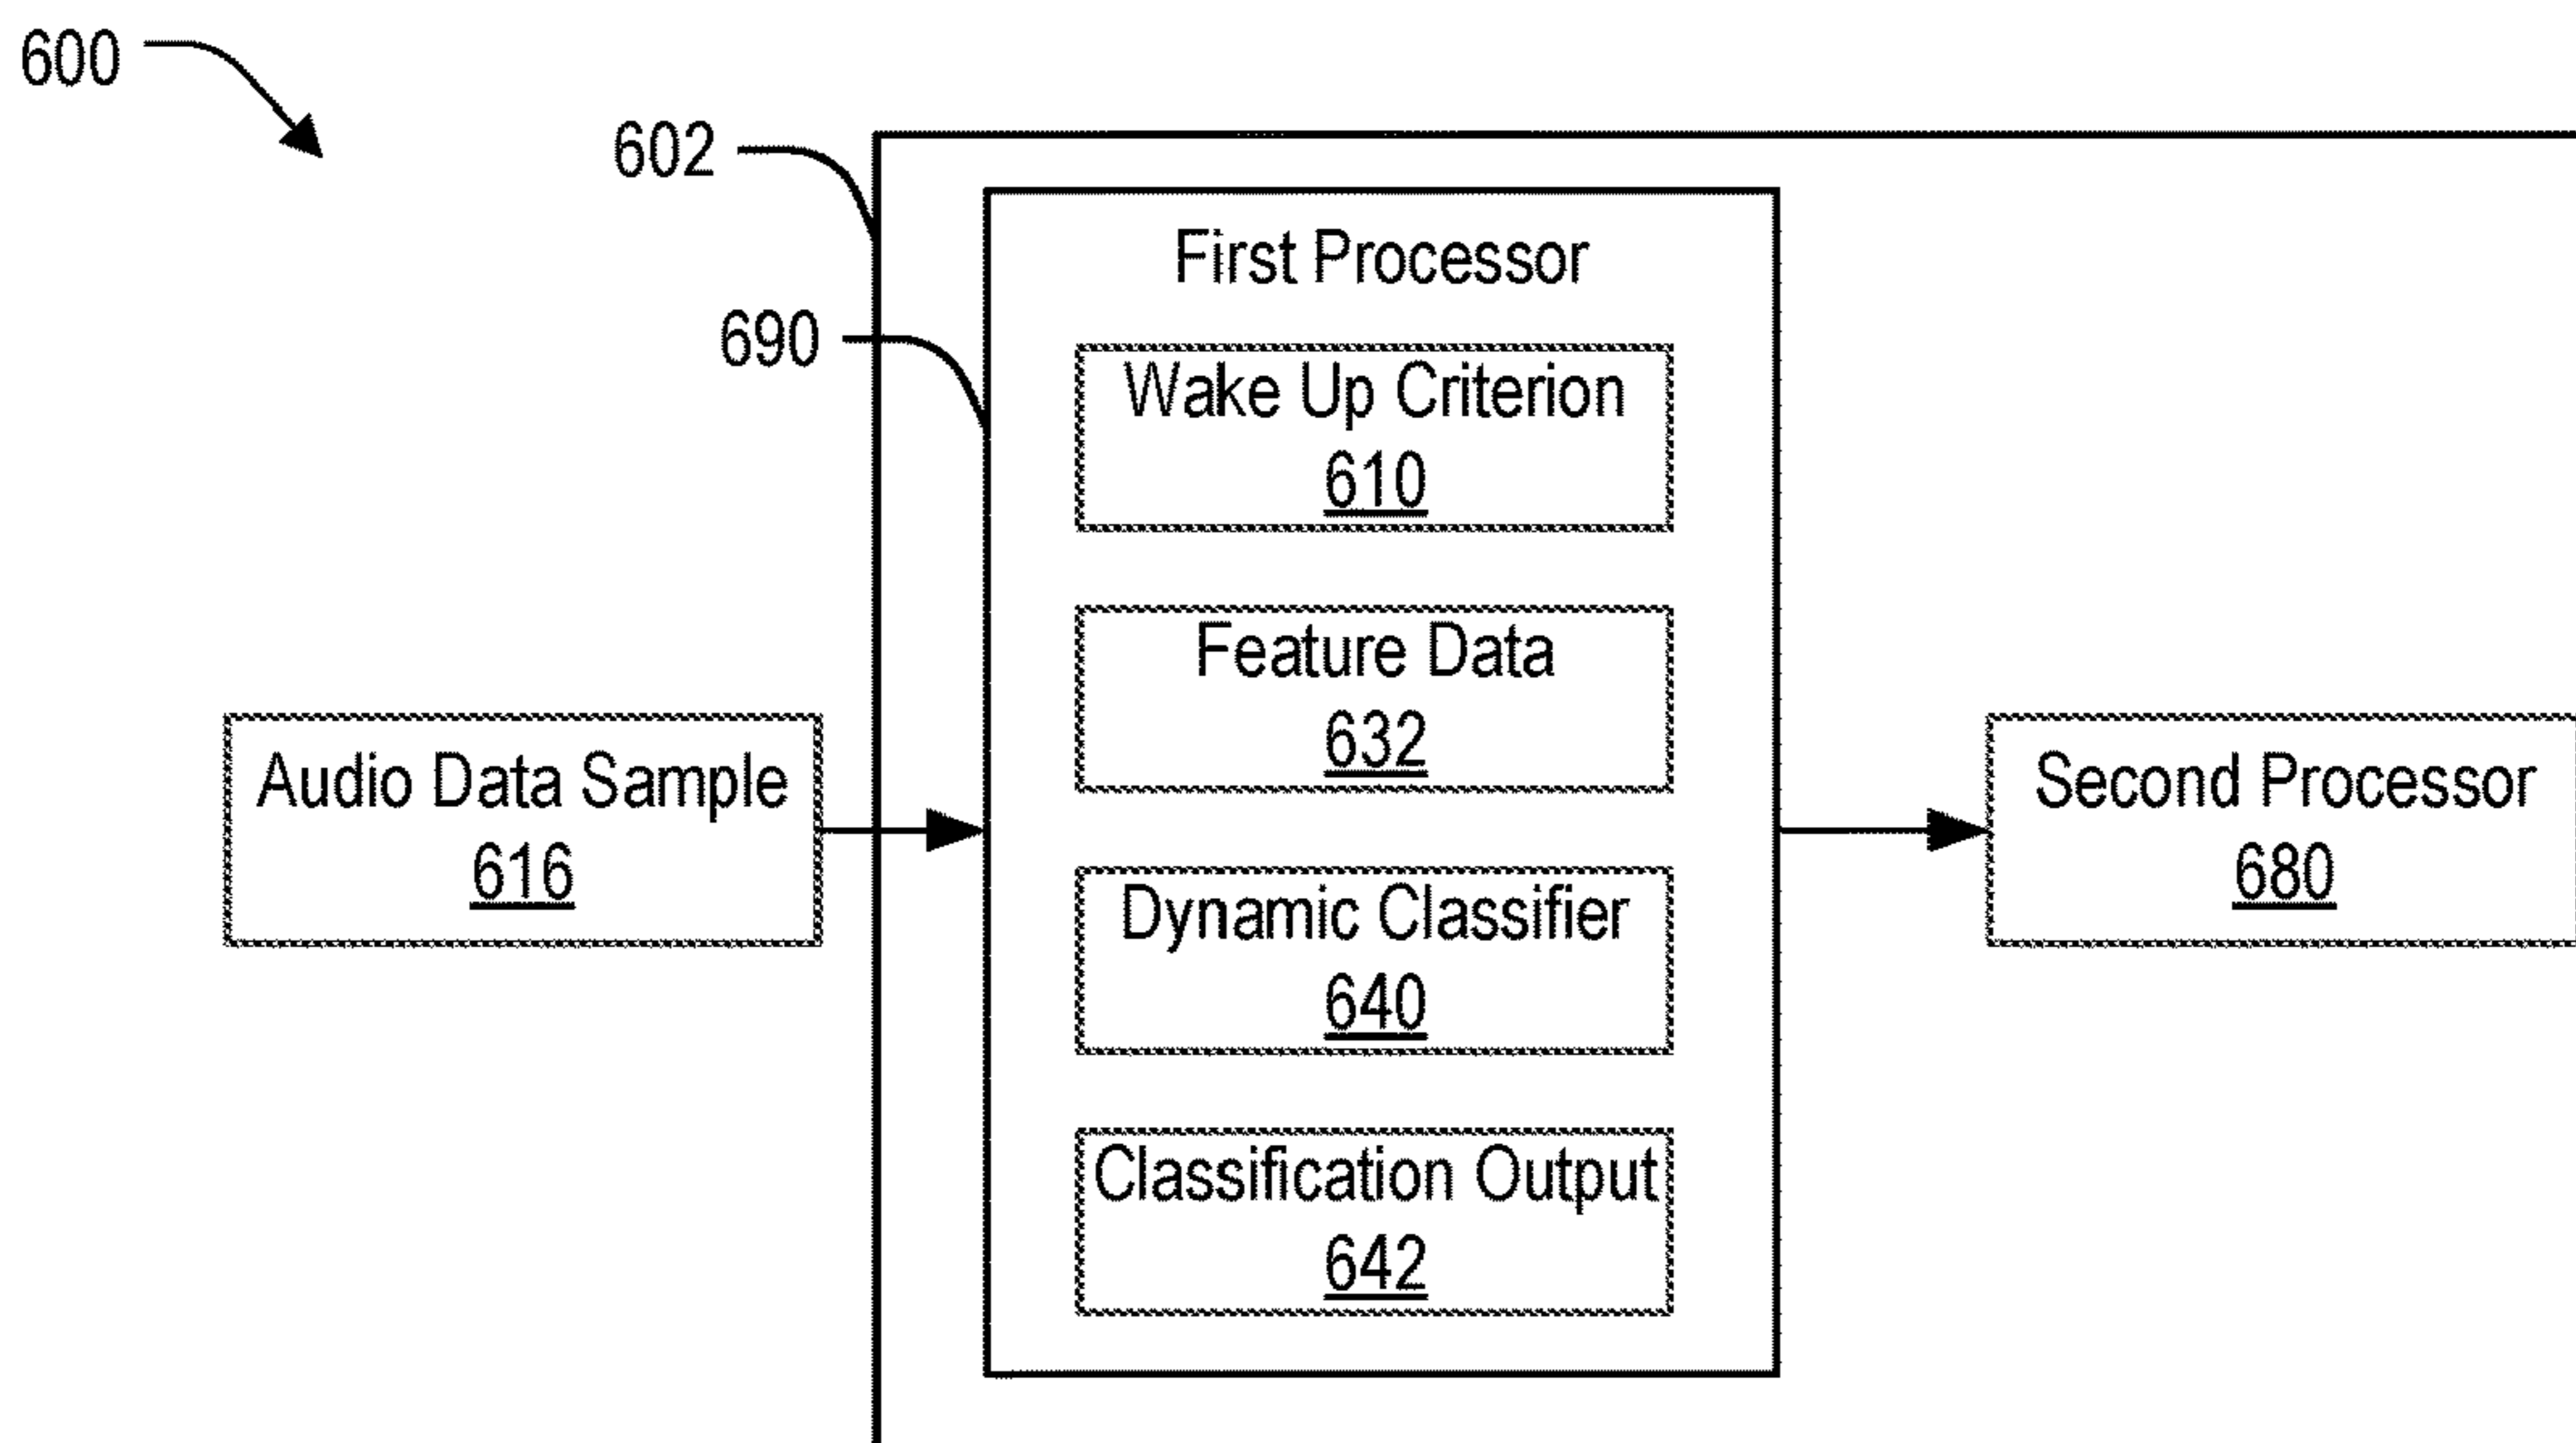 600
602
690
First Processor
Wake Up Criterion
610
Feature Data
632
Audio Data Sample
616
Dynamic Classifier
640
Classification Output
642
Second Processor
680